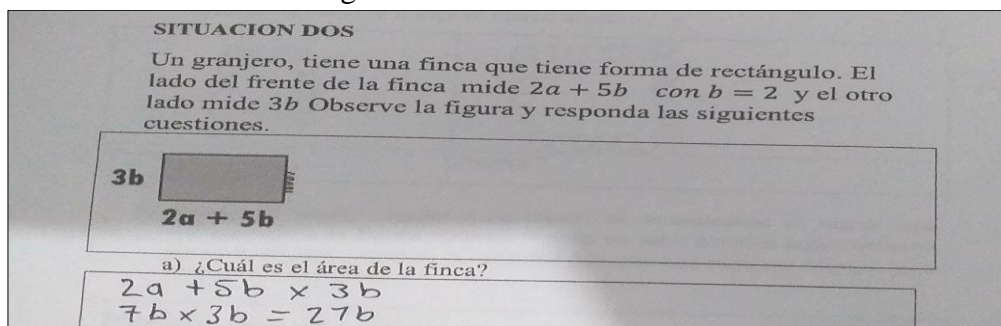 SITUACION DOS
Un granjero, tiene una finca que tiene forma de rectángulo. El
lado del frente de la finca mide 2a + 5b con b = 2 y el otro
lado mide 3b Observe la figura y responda las siguientes
cuestiones.
3b
2a + 5b
a) ¿Cuál es el área de la finca?
2a + 5b x 3b
7b x 3b = 27b